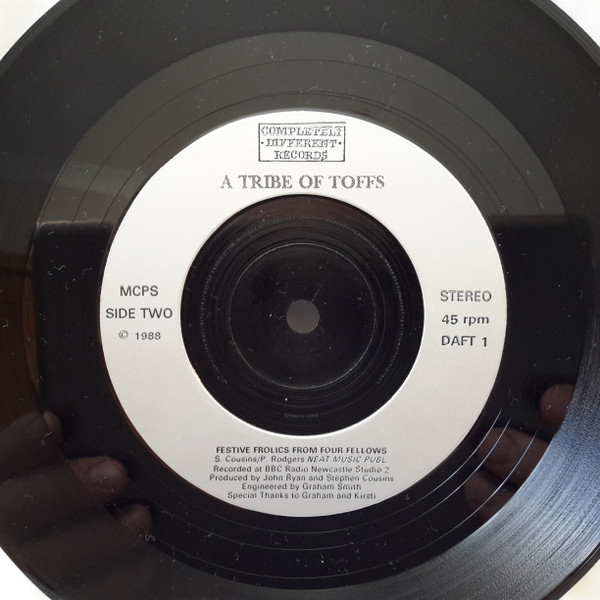 COMPLETELY
·DIFFERENT·
RECORDS
A TRIBE OF TOFFS
MCPS
SIDE TWO
© 1988
STEREO
45 rpm
DAFT 1
FESTIVE FROLICS FROM FOUR FELLOWS
S. Cousins/P. Rodgers NEAT MUSIC PUBL.
Recorded at BBC Radio Newcastle Studio 2
Produced by John Ryan and Stephen Cousins
Engineered by Graham Smith
Special Thanks to Graham and Kirsti